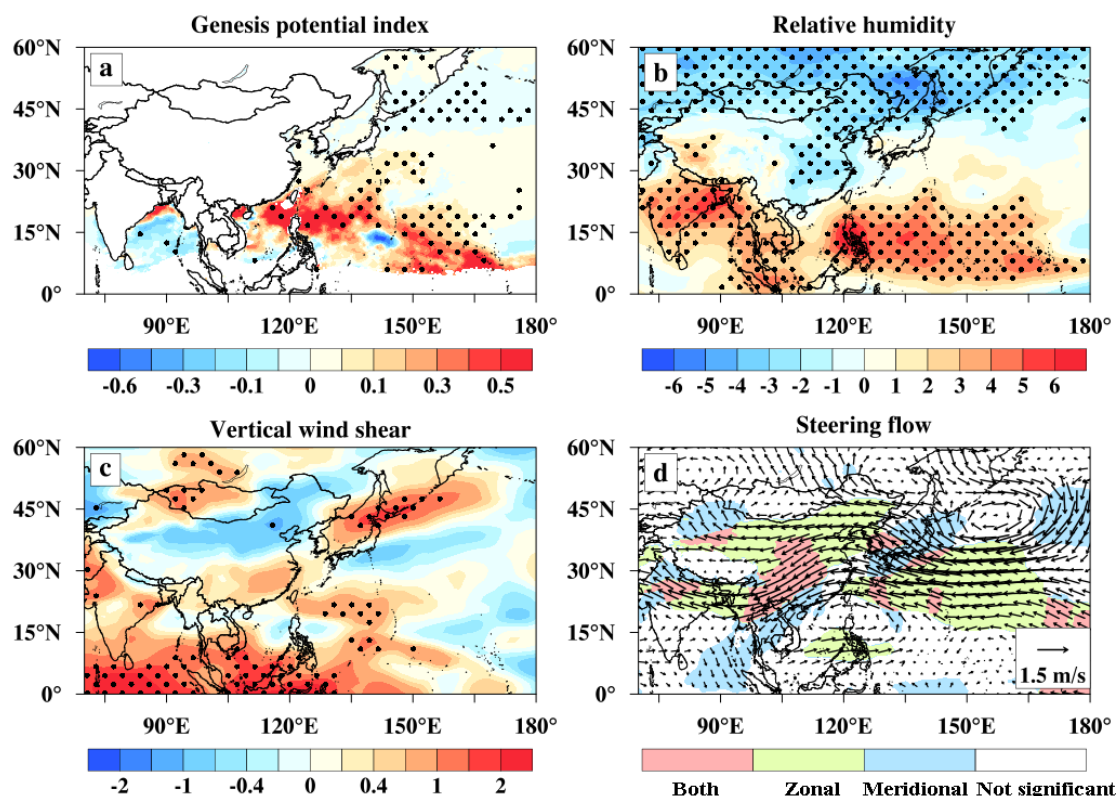 Genesis potential index
Relative humidity
60°N
a
45°N
30°N
15°N
0°
90°E 120°E 150°E 180°
-0.6 -0.3 -0.1 0 0.1 0.3 0.5
60°N
b
45°N
30°N
15°N
0°
90°E 120°E 150°E 180°
-6 -5 -4 -3 -2 -1 0 1 2 3 4 5 6
Vertical wind shear
Steering flow
60°N
c
45°N
30°N
15°N
0°
90°E 120°E 150°E 180°
-2 -1 -0.4 0 0.4 1 2
60°N
d
45°N
30°N
15°N
0°
1.5 m/s
90°E 120°E 150°E 180°
Both Zonal Meridional Not significant